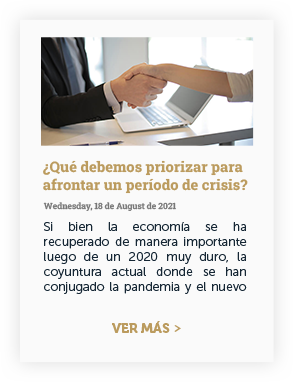 ¿Qué debemos priorizar para
afrontar un período de crisis?
Wednesday, 18 de August de 2021
Si bien la economía se ha
recuperado de manera importante
luego de un 2020 muy duro, la
coyuntura actual donde se han
conjugado la pandemia y el nuevo
VER MÁS >